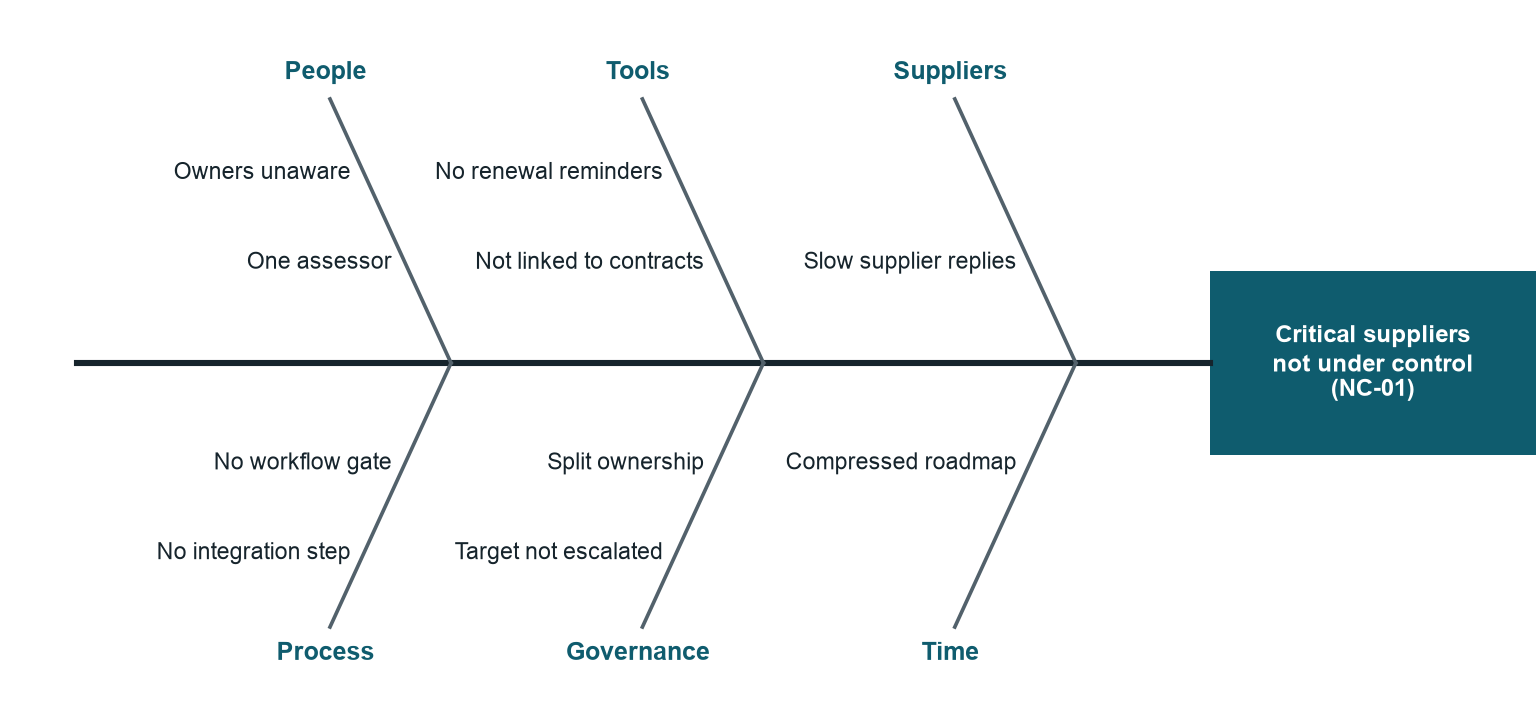 People
Tools
Suppliers
Owners unaware
No renewal reminders
One assessor
Not linked to contracts
Slow supplier replies
Critical suppliers
not under control
(NC-01)
No workflow gate
Split ownership
Compressed roadmap
No integration step
Target not escalated
Process
Governance
Time